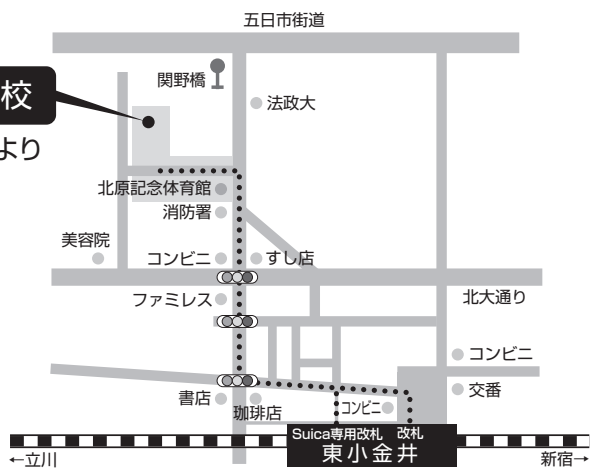 五日市街道
関野橋
法政大
校
より
北原記念体育館
消防署
美容院
コンビニ
すし店
ファミレス
北大通り
コンビニ
交番
書店
珈琲店
コンビニ
Suica専用改札 改札
東小金井
←立川
新宿→